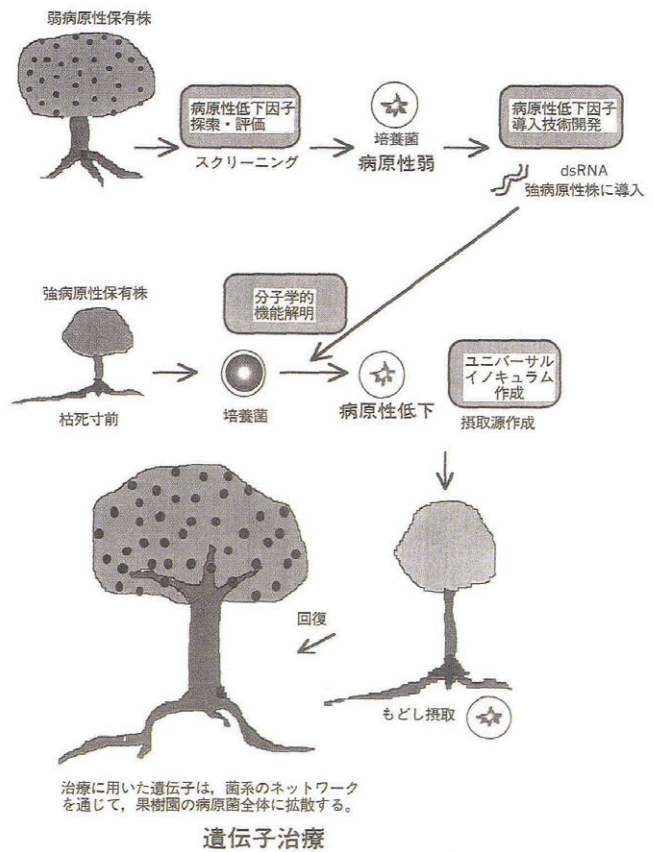 弱病原性保有株
病原性低下因子
探索・評価
スクリーニング
培養菌
病原性弱
病原性低下因子
導入技術開発
dsRNA
強病原性株に導入
強病原性保有株
枯死寸前
分子学的
機能解明
培養菌
病原性低下
ユニバーサル
イノキュラム
作成
摂取源作成
回復
もどし摂取
治療に用いた遺伝子は，菌系のネットワーク
を通じて，果樹園の病原菌全体に拡散する。
遺伝子治療